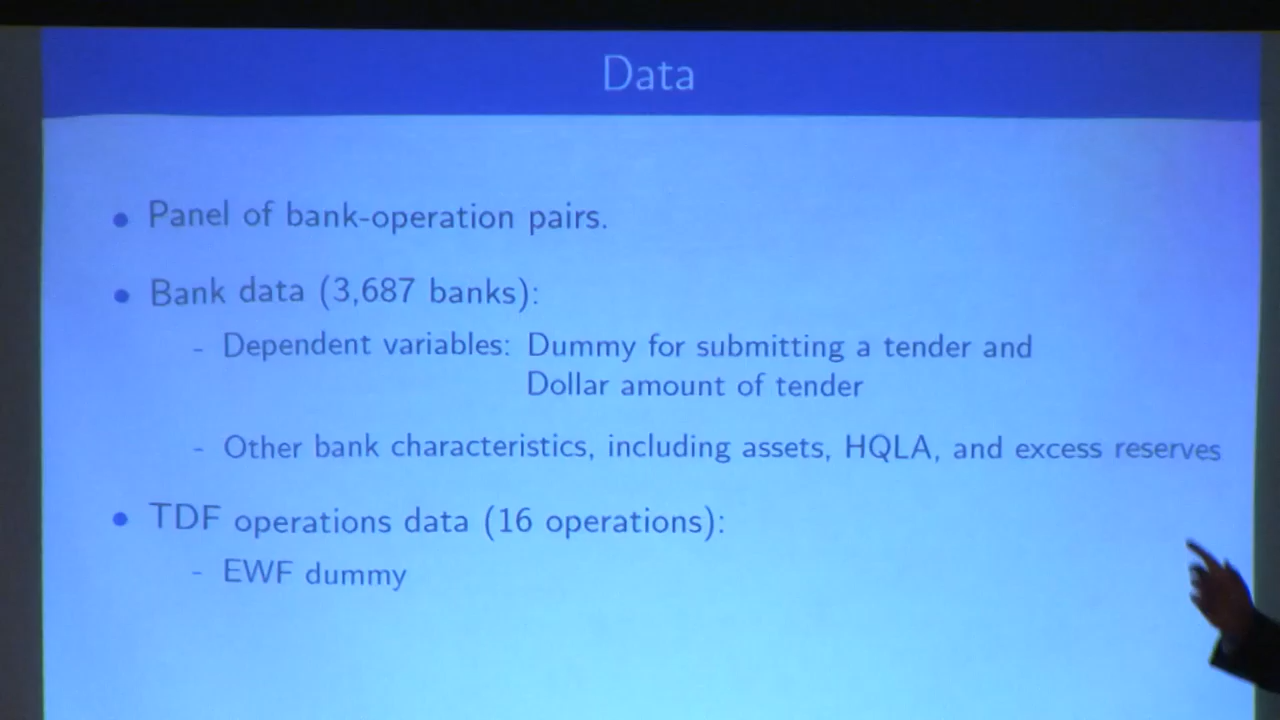 Data
• Panel of bank-operation pairs.
• Bank data (3,687 banks):
- Dependent variables: Dummy for submitting a tender and
Dollar amount of tender
- Other bank characteristics, including assets, HQLA, and excess reserves
• TDF operations data (16 operations):
- EWF dummy